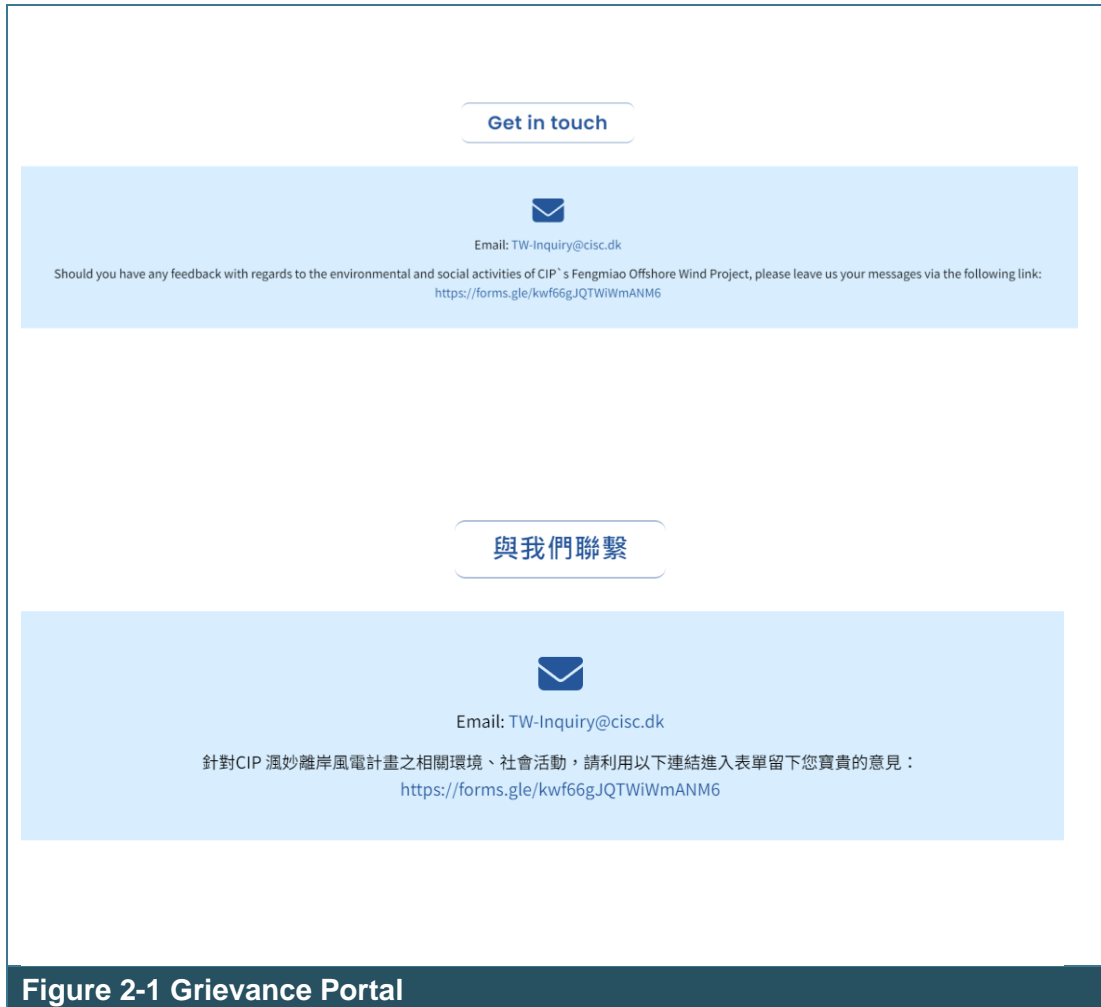 Get in touch
Email: TW-Inquiry@cisc.dk
Should you have any feedback with regards to the environmental and social activities of CIP`s Fengmiao Offshore Wind Project, please leave us your messages via the following link:
https://forms.gle/kwf66gJQTWiWmANM6
與我們聯繫
Email: TW-Inquiry@cisc.dk
針對CIP 渢妙離岸風電計畫之相關環境、社會活動，請利用以下連結進入表單留下您寶貴的意見：
https://forms.gle/kwf66gJQTWiWmANM6
Figure 2-1 Grievance Portal